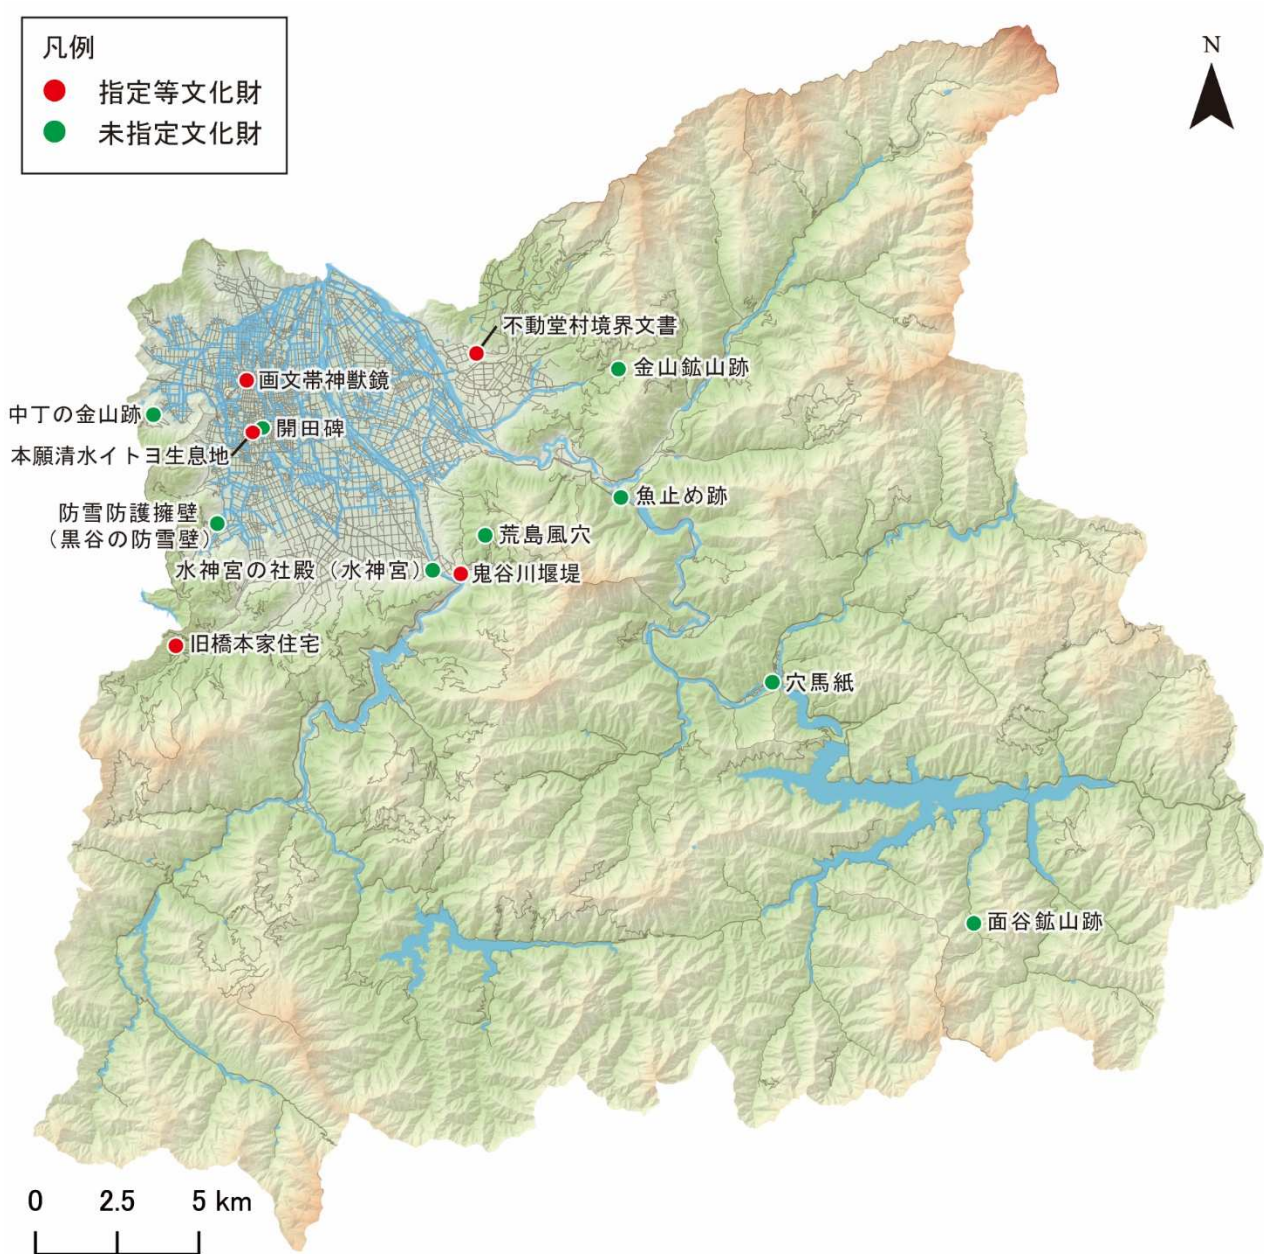 凡例
指定等文化財
未指定文化財
N
不動堂村境界文書
金山鉱山跡
画文帯神獣鏡
中丁の金山跡
開田碑
本願清水イトヨ生息地
魚止め跡
防雪防護擁壁
（黒谷の防雪壁）
荒島風穴
水神宮の社殿（水神宮）
鬼谷川堰堤
旧橋本家住宅
穴馬紙
面谷鉱山跡
0 2.5 5 km